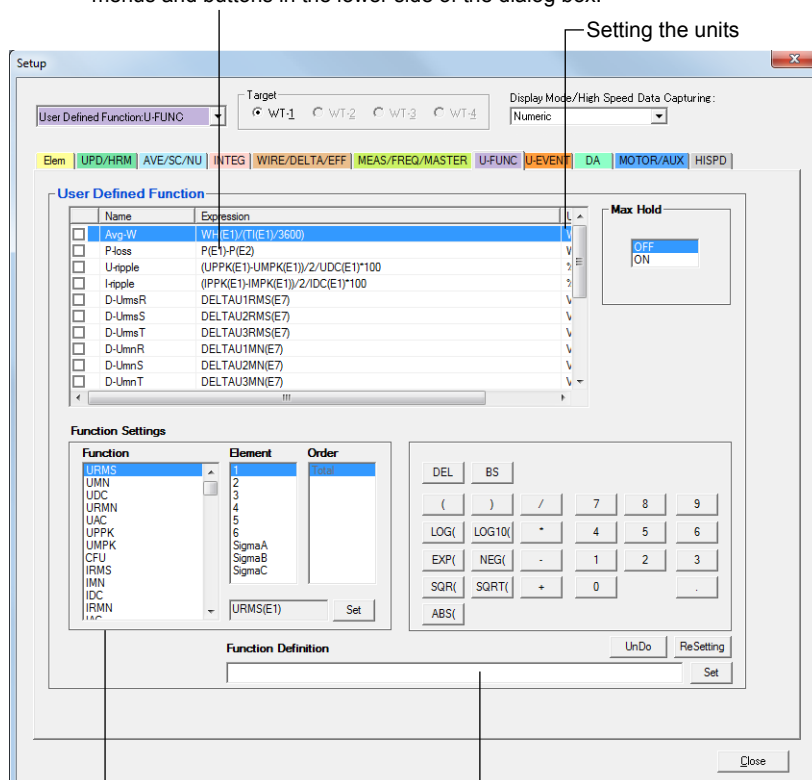 menus and buttons in the lower side of the dialog box.
Setting the units
Setup
Target
Display Mode/High Speed Data Capturing:
User Defined Function:U-FUNC
WT-1 WT-2 WT-3 WT-4
Numeric
Elem UPD/HRM AVE/SC/NU INTEG WIRE/DELTA/EFF MEAS/FREQ/MASTER U-FUNC U-EVENT DA MOTOR/AUX HISPD
User Defined Function
Max Hold
Name Expression
Avg-W WH(E1)/(TI(E1)/3600)
P-loss P(E1)-P(E2)
U-ripple (UPPK(E1)-UMPK(E1))/2/UDC(E1)*100
I-ripple (IPPK(E1)-IMPK(E1))/2/IDC(E1)*100
D-UrmsR DELTAU1RMS(E7) V
D-UrmsS DELTAU2RMS(E7) V
D-UrmsT DELTAU3RMS(E7) V
D-UmnR DELTAU1MN(E7) V
D-UmnS DELTAU2MN(E7) V
D-UmnT DELTAU3MN(E7) V
OFF
ON
Function Settings
Function Element Order
URMS 1 Total
UMN 2
UDC 3
URMN 4
UAC 5
UPPK 6
UMPK SigmaA
CFU SigmaB
IRMS SigmaC
IMN
IDC
IRMN
IAC
URMS(E1) Set
DEL BS
( ) / 7 8 9
LOG( LOG10( * 4 5 6
EXP( NEG( - 1 2 3
SQR( SQRT( + 0 .
ABS(
Function Definition
UnDo ReSetting
Set
Close